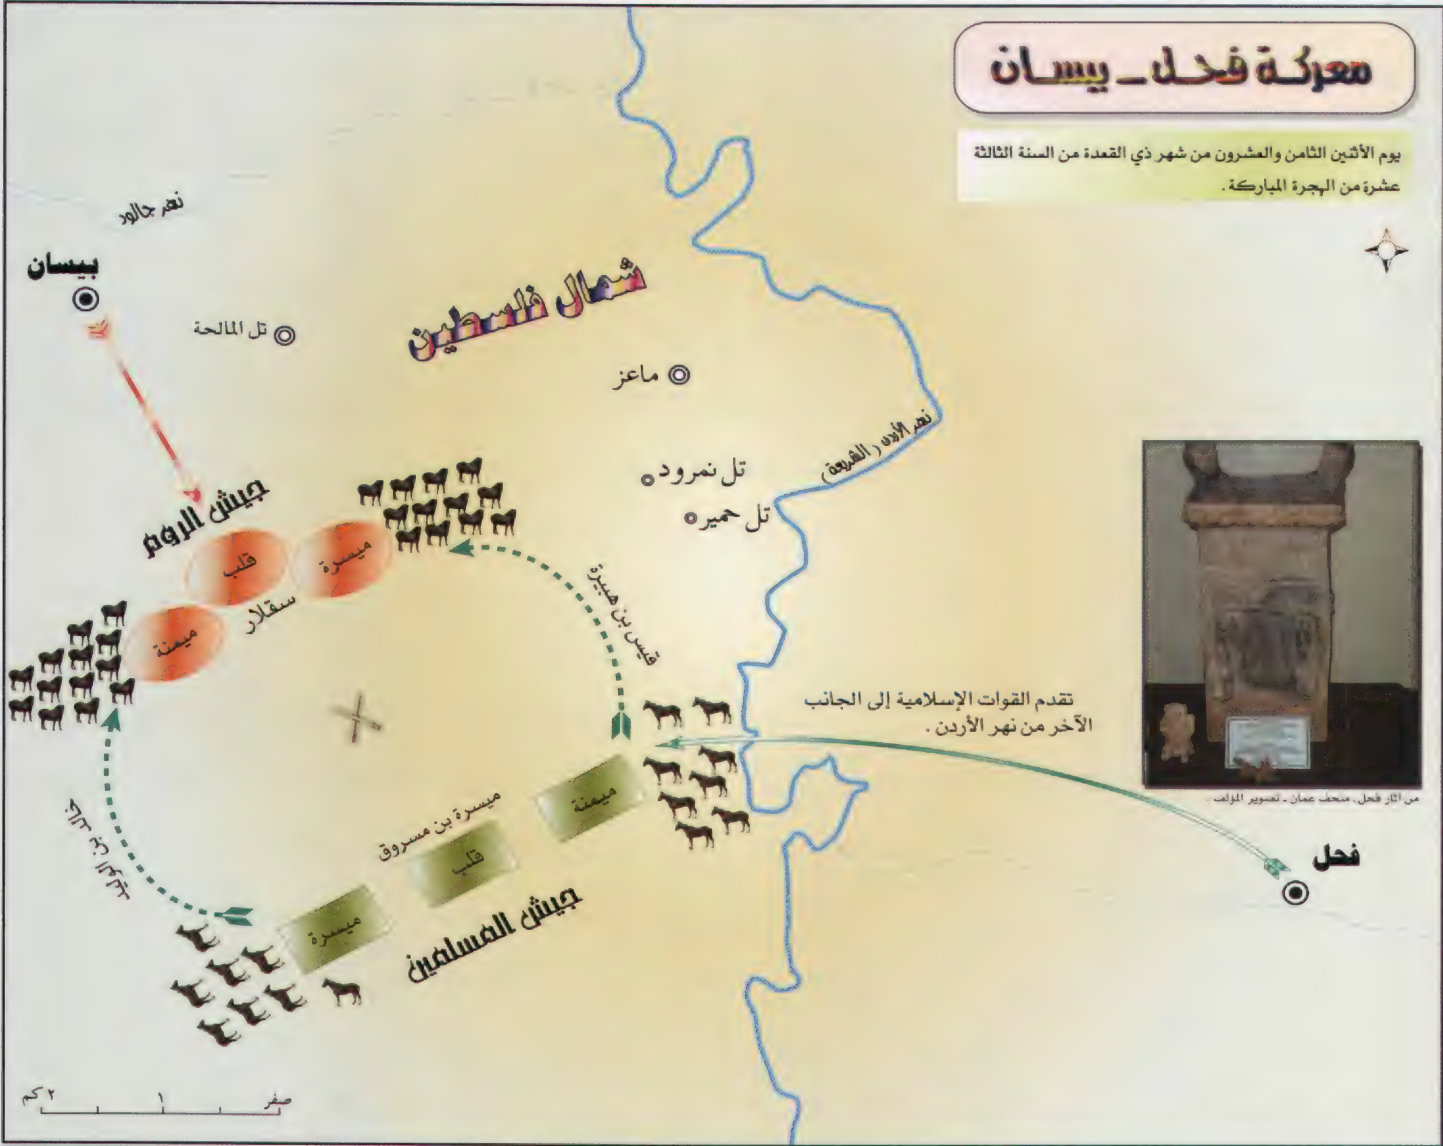 معركة فحل ـ بيسان
يوم الأثنين الثامن والعشرون من شهر ذي القعدة من السنة الثالثة
عشرة من الهجرة المباركة .
نهر جالود
بيسان
تل المالحة
شمال فلسطين
ماعز
نهر الأردن ( الشريعة )
تل نمرود
تل حمير
جيش الروم
ميسرة
قلب
ميمنة
سقلار
قيس بن هبيرة
تقدم القوات الإسلامية إلى الجانب
الآخر من نهر الأردن .
من آثار فحل، متحف عمان ـ تصوير المؤلف .
فحل
ميمنة
ميسرة بن مسروق
قلب
ميسرة
جيش المسلمين
خالد بن الوليد
صفر ١ ٢ كم